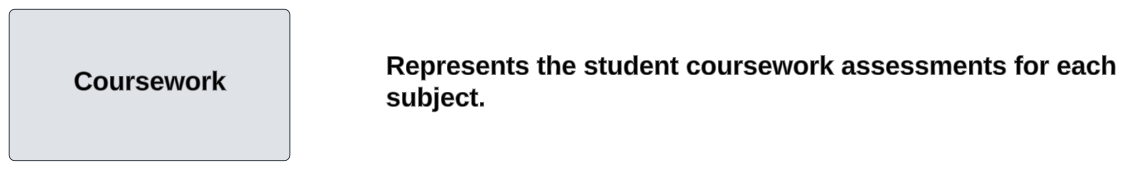 Coursework
Represents the student coursework assessments for each
subject.